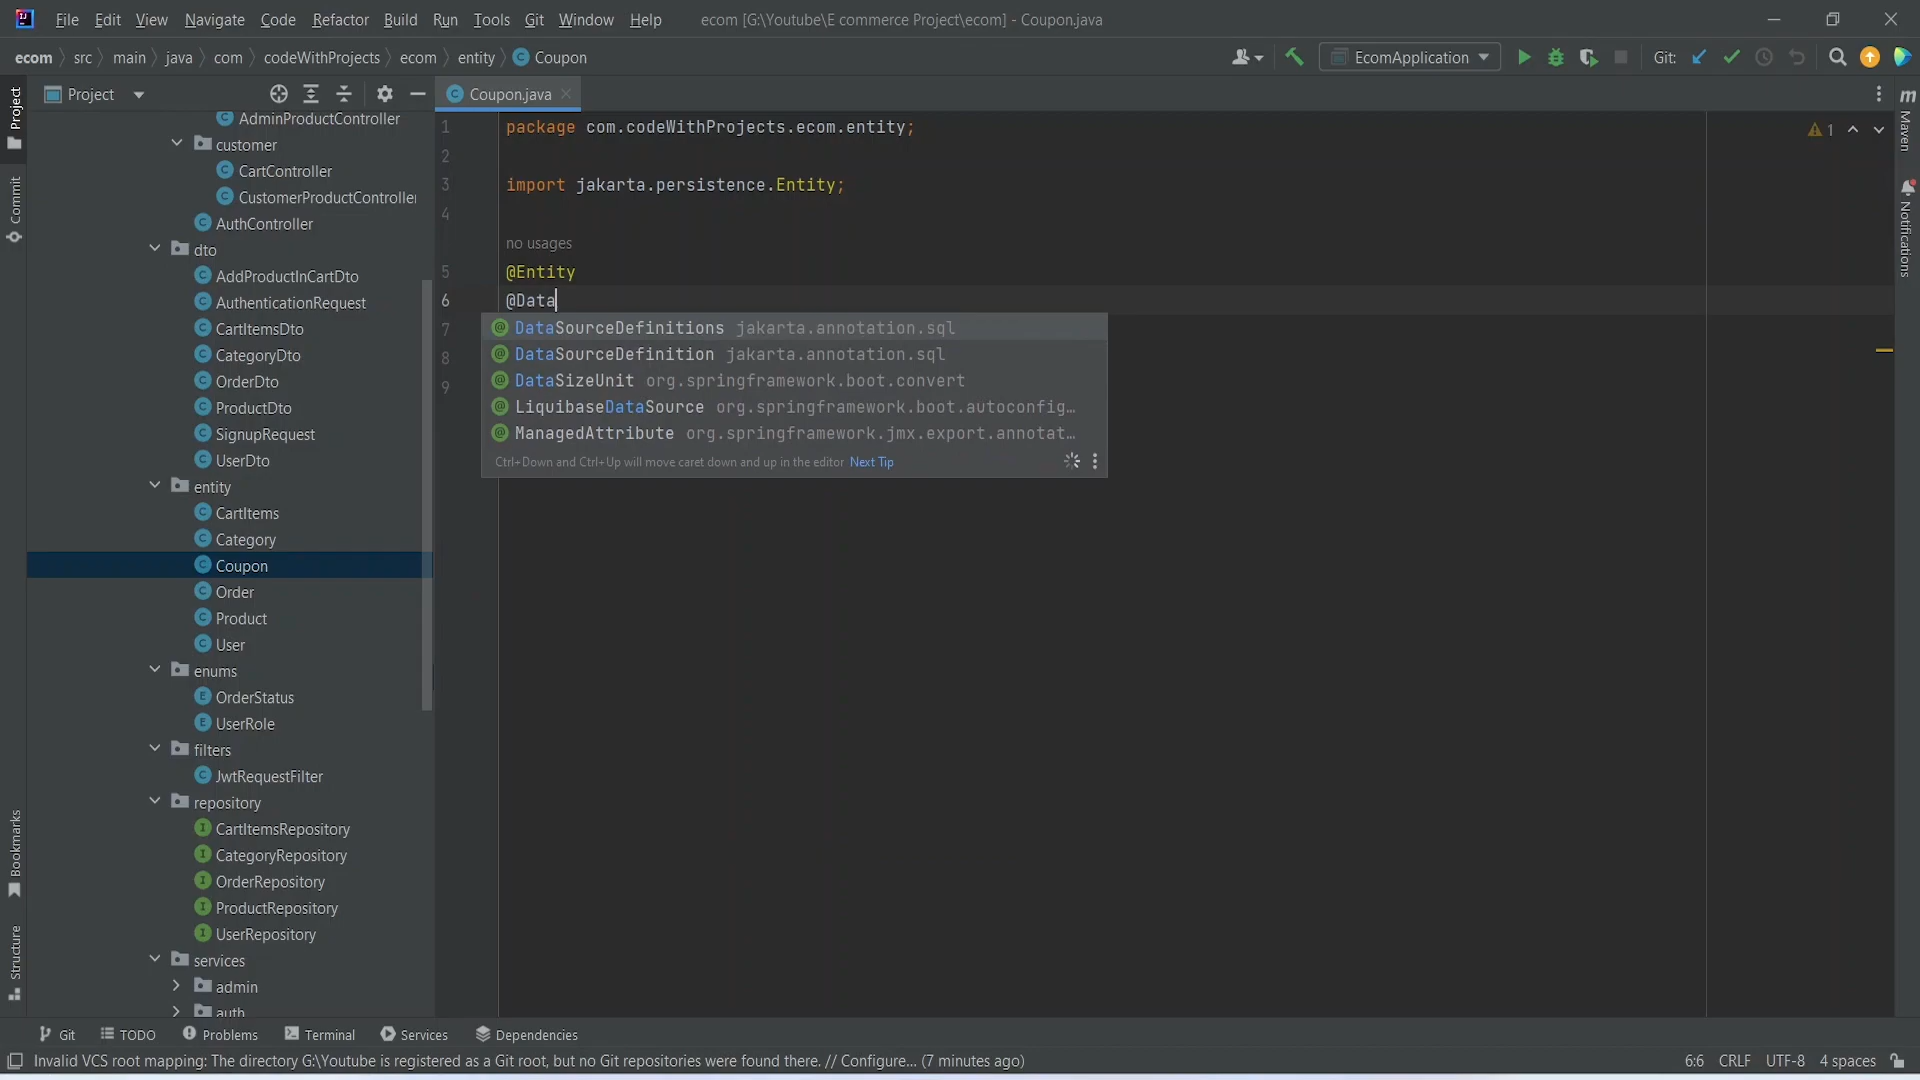 File Edit View Navigate Code Refactor Build Run Tools Git Window Help ecom [G:\Youtube\E commerce Project\ecom] - Coupon.java
ecom src main java com codeWithProjects ecom entity Coupon EcomApplication Git:
Project
Coupon.java
AdminProductController
customer
CartController
CustomerProductController
AuthController
dto
AddProductInCartDto
AuthenticationRequest
CartItemsDto
CategoryDto
OrderDto
ProductDto
SignupRequest
UserDto
entity
CartItems
Category
Coupon
Order
Product
User
enums
OrderStatus
UserRole
filters
JwtRequestFilter
repository
CartItemsRepository
CategoryRepository
OrderRepository
ProductRepository
UserRepository
services
admin
auth
Project
Commit
Bookmarks
Structure
1 package com.codeWithProjects.ecom.entity;
2
3 import jakarta.persistence.Entity;
4
no usages
5 @Entity
6 @Data
7
8
9
DataSourceDefinitions jakarta.annotation.sql
DataSourceDefinition jakarta.annotation.sql
DataSizeUnit org.springframework.boot.convert
LiquibaseDataSource org.springframework.boot.autoconfig…
ManagedAttribute org.springframework.jmx.export.annotat…
Ctrl+Down and Ctrl+Up will move caret down and up in the editor Next Tip
1
Maven
Notifications
Git TODO Problems Terminal Services Dependencies
Invalid VCS root mapping: The directory G:\Youtube is registered as a Git root, but no Git repositories were found there. // Configure... (7 minutes ago) 6:6 CRLF UTF-8 4 spaces